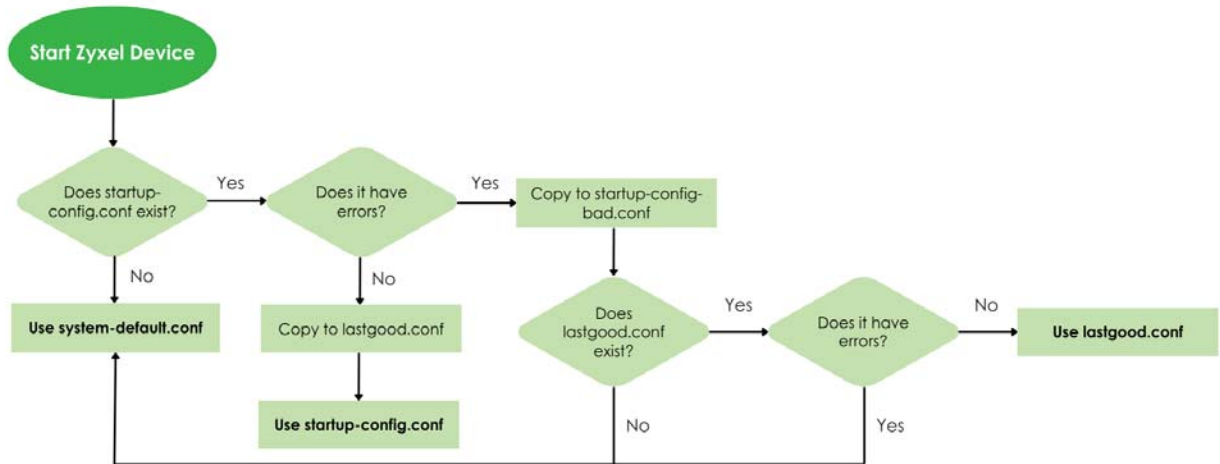 Start Zyxel Device
Does startup-
config.conf exist?
Yes
Does it have
errors?
Yes
Copy to startup-config-
bad.conf
No
Use system-default.conf
No
Copy to lastgood.conf
Use startup-config.conf
Does
lastgood.conf
exist?
Yes
Does it have
errors?
No
Use lastgood.conf
No
Yes